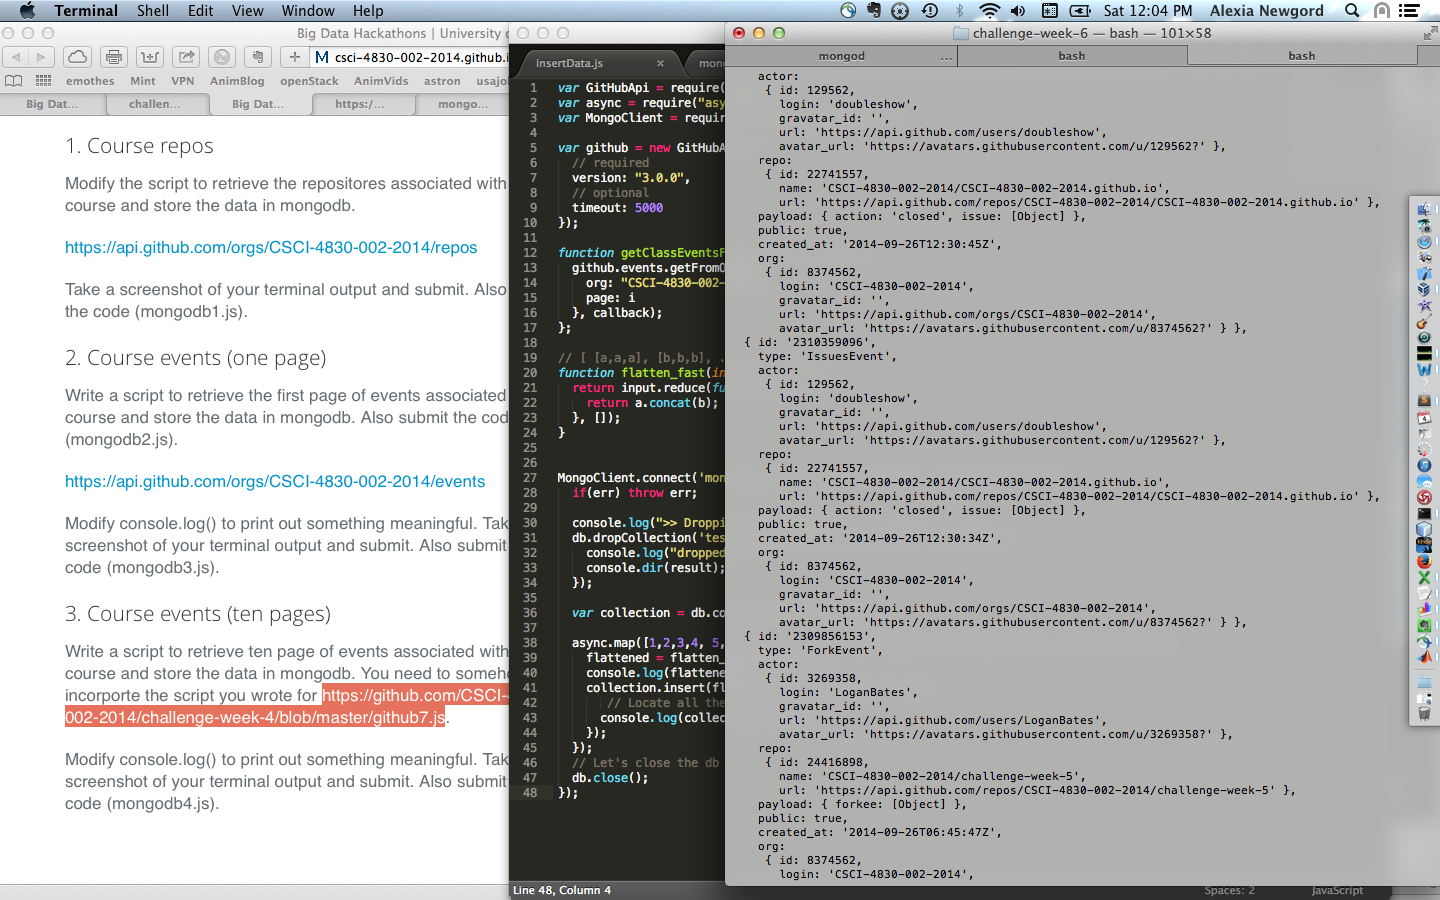 Terminal Shell Edit View Window Help Sat 12:04 PM Alexia Newgord
Big Data Hackathons | University o
csci-4830-002-2014.github.i
emothes Mint VPN AnimBlog openStack AnimVids astron usajo
Big Dat... challen... Big Dat... https:/... mongo...
1. Course repos
Modify the script to retrieve the repositores associated with
course and store the data in mongodb.
https://api.github.com/orgs/CSCI-4830-002-2014/repos
Take a screenshot of your terminal output and submit. Also
the code (mongodb1.js).
2. Course events (one page)
Write a script to retrieve the first page of events associated
course and store the data in mongodb. Also submit the cod
(mongodb2.js).
https://api.github.com/orgs/CSCI-4830-002-2014/events
Modify console.log() to print out something meaningful. Tak
screenshot of your terminal output and submit. Also submit
code (mongodb3.js).
3. Course events (ten pages)
Write a script to retrieve ten page of events associated with
course and store the data in mongodb. You need to someho
incorporte the script you wrote for https://github.com/CSCI-4
002-2014/challenge-week-4/blob/master/github7.js.
Modify console.log() to print out something meaningful. Tak
screenshot of your terminal output and submit. Also submit
code (mongodb4.js).
insertData.js × mon
1 var GitHubApi = require(
2 var async = require("asy
3 var MongoClient = requir
4
5 var github = new GitHubA
6 // required
7 version: "3.0.0",
8 // optional
9 timeout: 5000
10 });
11
12 function getClassEventsF
13 github.events.getFromO
14 org: "CSCI-4830-002-
15 page: i
16 }, callback);
17 };
18
19 // [ [a,a,a], [b,b,b], .
20 function flatten_fast(in
21 return input.reduce(fu
22 return a.concat(b);
23 }, []);
24 }
25
26
27 MongoClient.connect('mon
28 if(err) throw err;
29
30 console.log(">> Droppi
31 db.dropCollection('tes
32 console.log("dropped
33 console.dir(result);
34 });
35
36 var collection = db.co
37
38 async.map([1,2,3,4, 5,
39 flattened = flatten_
40 console.log(flattene
41 collection.insert(fl
42 // Locate all the
43 console.log(collec
44 });
45 });
46 // Let's close the db
47 db.close();
48 });
Line 48, Column 4 Spaces: 2 JavaScript
challenge-week-6 — bash — 101×58
mongod ... bash bash
actor:
{ id: 129562,
login: 'doubleshow',
gravatar_id: '',
url: 'https://api.github.com/users/doubleshow',
avatar_url: 'https://avatars.githubusercontent.com/u/129562?' },
repo:
{ id: 22741557,
name: 'CSCI-4830-002-2014/CSCI-4830-002-2014.github.io',
url: 'https://api.github.com/repos/CSCI-4830-002-2014/CSCI-4830-002-2014.github.io' },
payload: { action: 'closed', issue: [Object] },
public: true,
created_at: '2014-09-26T12:30:45Z',
org:
{ id: 8374562,
login: 'CSCI-4830-002-2014',
gravatar_id: '',
url: 'https://api.github.com/orgs/CSCI-4830-002-2014',
avatar_url: 'https://avatars.githubusercontent.com/u/8374562?' } },
{ id: '2310359096',
type: 'IssuesEvent',
actor:
{ id: 129562,
login: 'doubleshow',
gravatar_id: '',
url: 'https://api.github.com/users/doubleshow',
avatar_url: 'https://avatars.githubusercontent.com/u/129562?' },
repo:
{ id: 22741557,
name: 'CSCI-4830-002-2014/CSCI-4830-002-2014.github.io',
url: 'https://api.github.com/repos/CSCI-4830-002-2014/CSCI-4830-002-2014.github.io' },
payload: { action: 'closed', issue: [Object] },
public: true,
created_at: '2014-09-26T12:30:34Z',
org:
{ id: 8374562,
login: 'CSCI-4830-002-2014',
gravatar_id: '',
url: 'https://api.github.com/orgs/CSCI-4830-002-2014',
avatar_url: 'https://avatars.githubusercontent.com/u/8374562?' } },
{ id: '2309856153',
type: 'ForkEvent',
actor:
{ id: 3269358,
login: 'LoganBates',
gravatar_id: '',
url: 'https://api.github.com/users/LoganBates',
avatar_url: 'https://avatars.githubusercontent.com/u/3269358?' },
repo:
{ id: 24416898,
name: 'CSCI-4830-002-2014/challenge-week-5',
url: 'https://api.github.com/repos/CSCI-4830-002-2014/challenge-week-5' },
payload: { forkee: [Object] },
public: true,
created_at: '2014-09-26T06:45:47Z',
org:
{ id: 8374562,
login: 'CSCI-4830-002-2014',